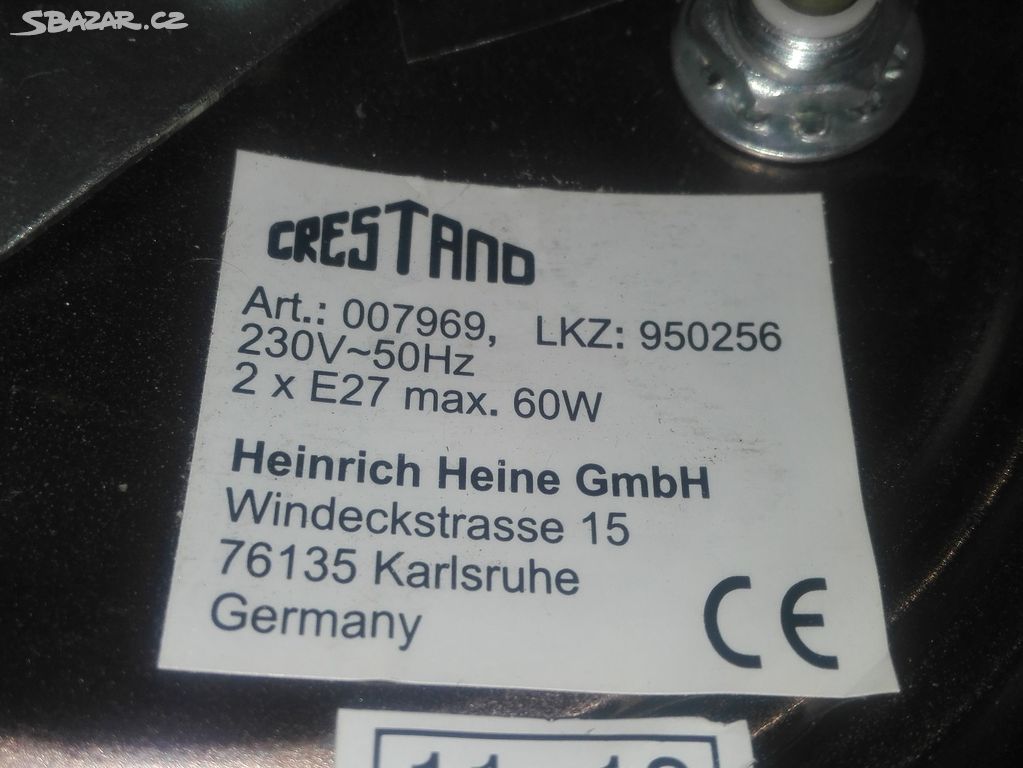 SBAZAR.CZ
CRESTAND
Art.: 007969, LKZ: 950256
230V~50Hz
2 x E27 max. 60W
Heinrich Heine GmbH
Windeckstrasse 15
76135 Karlsruhe
Germany
CE